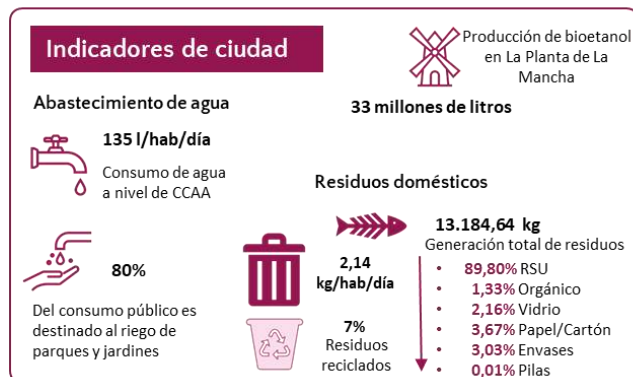 Indicadores de ciudad
Producción de bioetanol
en La Planta de La
Mancha
33 millones de litros
Abastecimiento de agua
135 l/hab/día
Consumo de agua
a nivel de CCAA
80%
Del consumo público es
destinado al riego de
parques y jardines
Residuos domésticos
2,14
kg/hab/día
7%
Residuos
reciclados
13.184,64 kg
Generación total de residuos
• 89,80% RSU
• 1,33% Orgánico
• 2,16% Vidrio
• 3,67% Papel/Cartón
• 3,03% Envases
• 0,01% Pilas